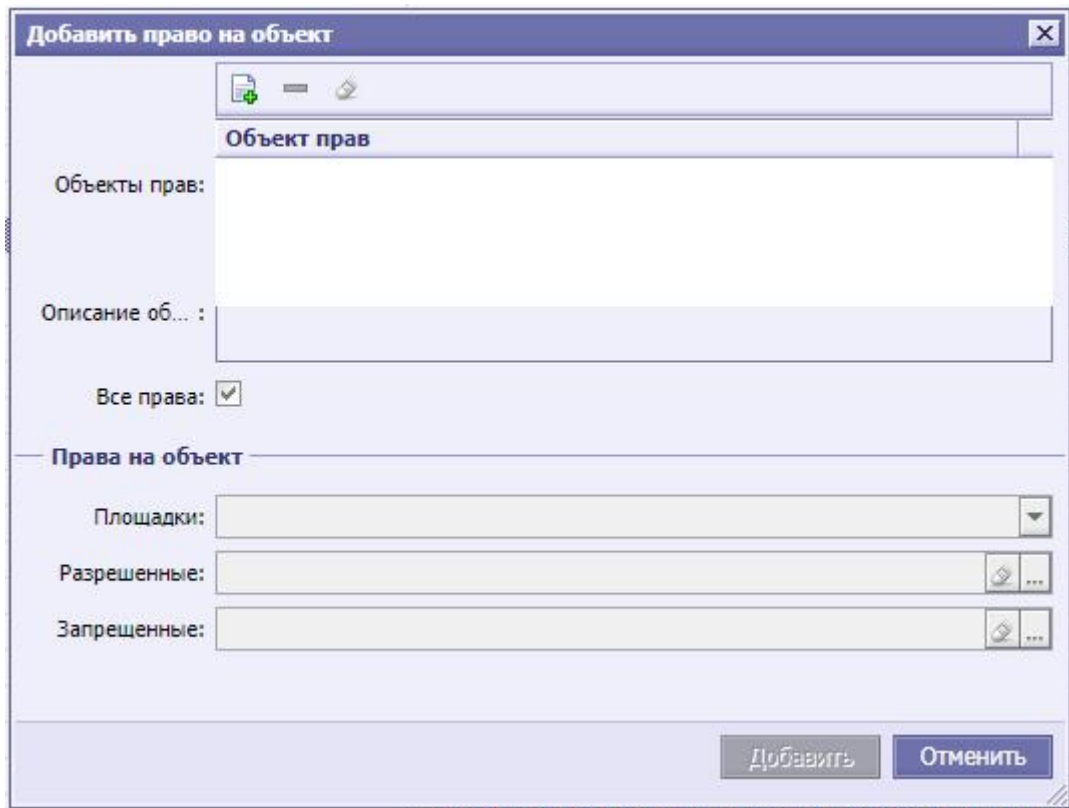 Добавить право на объект
Объект прав
Объекты прав:
Описание об... :
Все права:
Права на объект
Площадки:
Разрешенные:
...
Запрещенные:
...
Добавить
Отменить